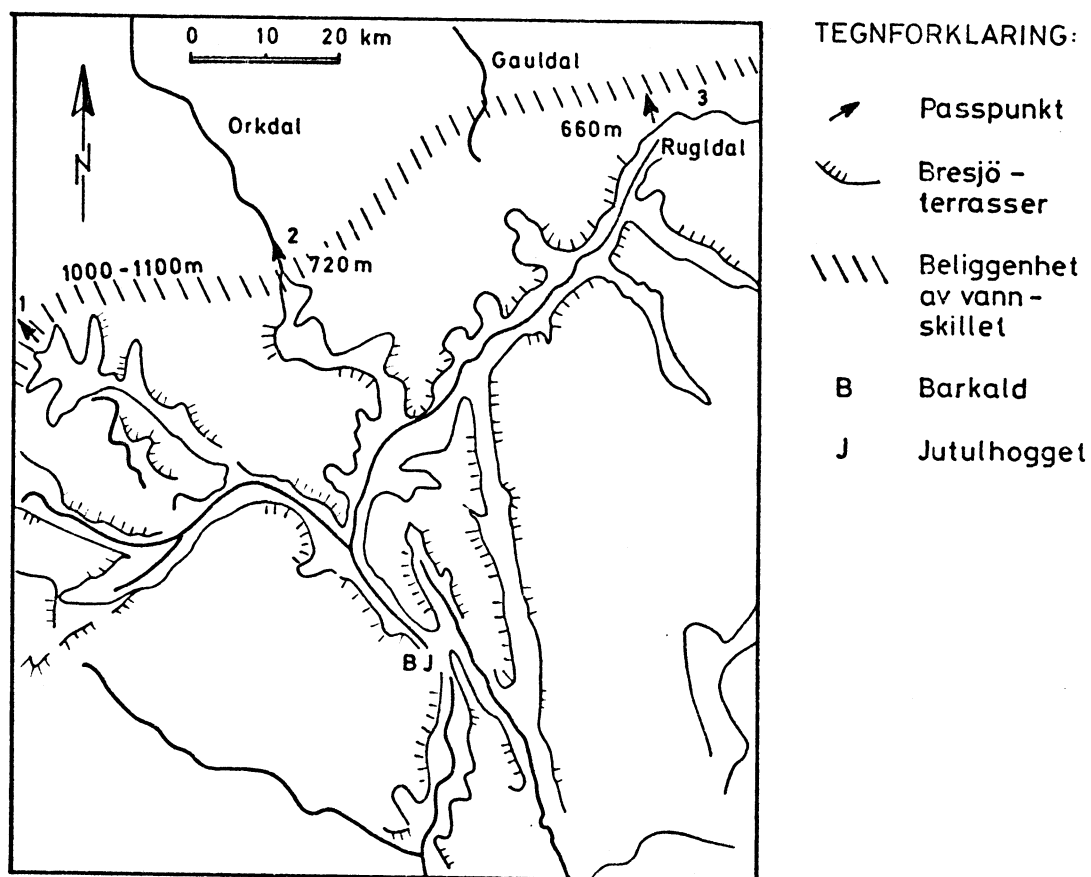 0 10 20 km
Gauldal
Orkdal
3
660m
Rugldal
N
2
720m
1000-1100m
1
B J
TEGNFORKLARING:
Passpunkt
Bresjö-
terrasser
Beliggenhet
av vann-
skillet
B Barkald
J Jutulhogget